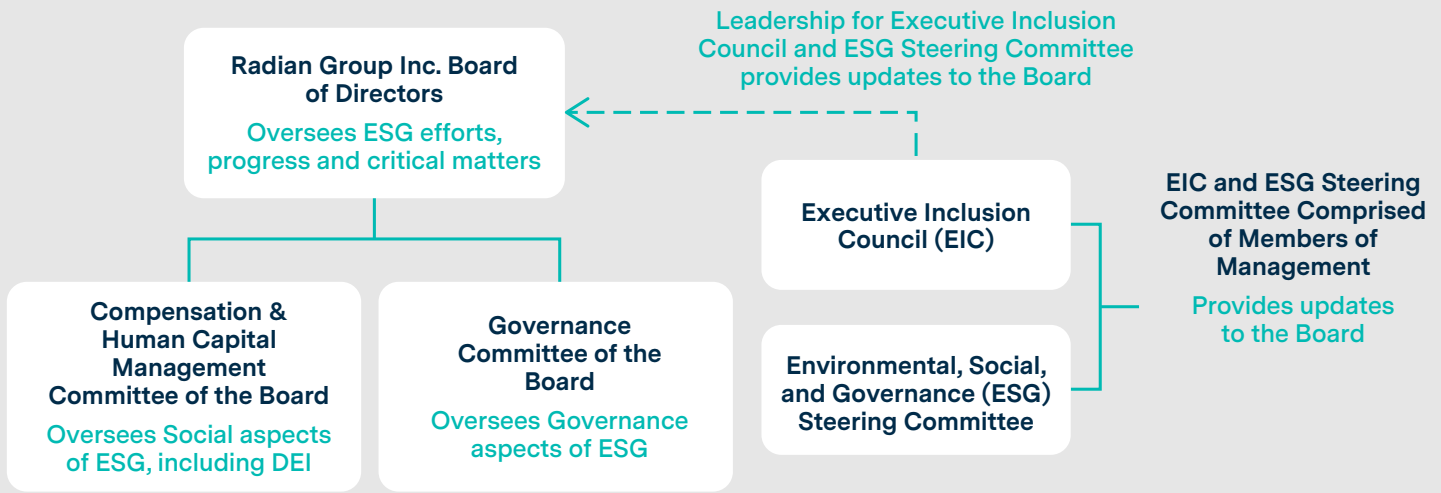 Leadership for Executive Inclusion
Council and ESG Steering Committee
provides updates to the Board
Radian Group Inc. Board
of Directors
Oversees ESG efforts,
progress and critical matters
Executive Inclusion
Council (EIC)
EIC and ESG Steering
Committee Comprised
of Members of
Management
Provides updates
to the Board
Compensation &
Human Capital
Management
Committee of the Board
Oversees Social aspects
of ESG, including DEI
Governance
Committee of the
Board
Oversees Governance
aspects of ESG
Environmental, Social,
and Governance (ESG)
Steering Committee